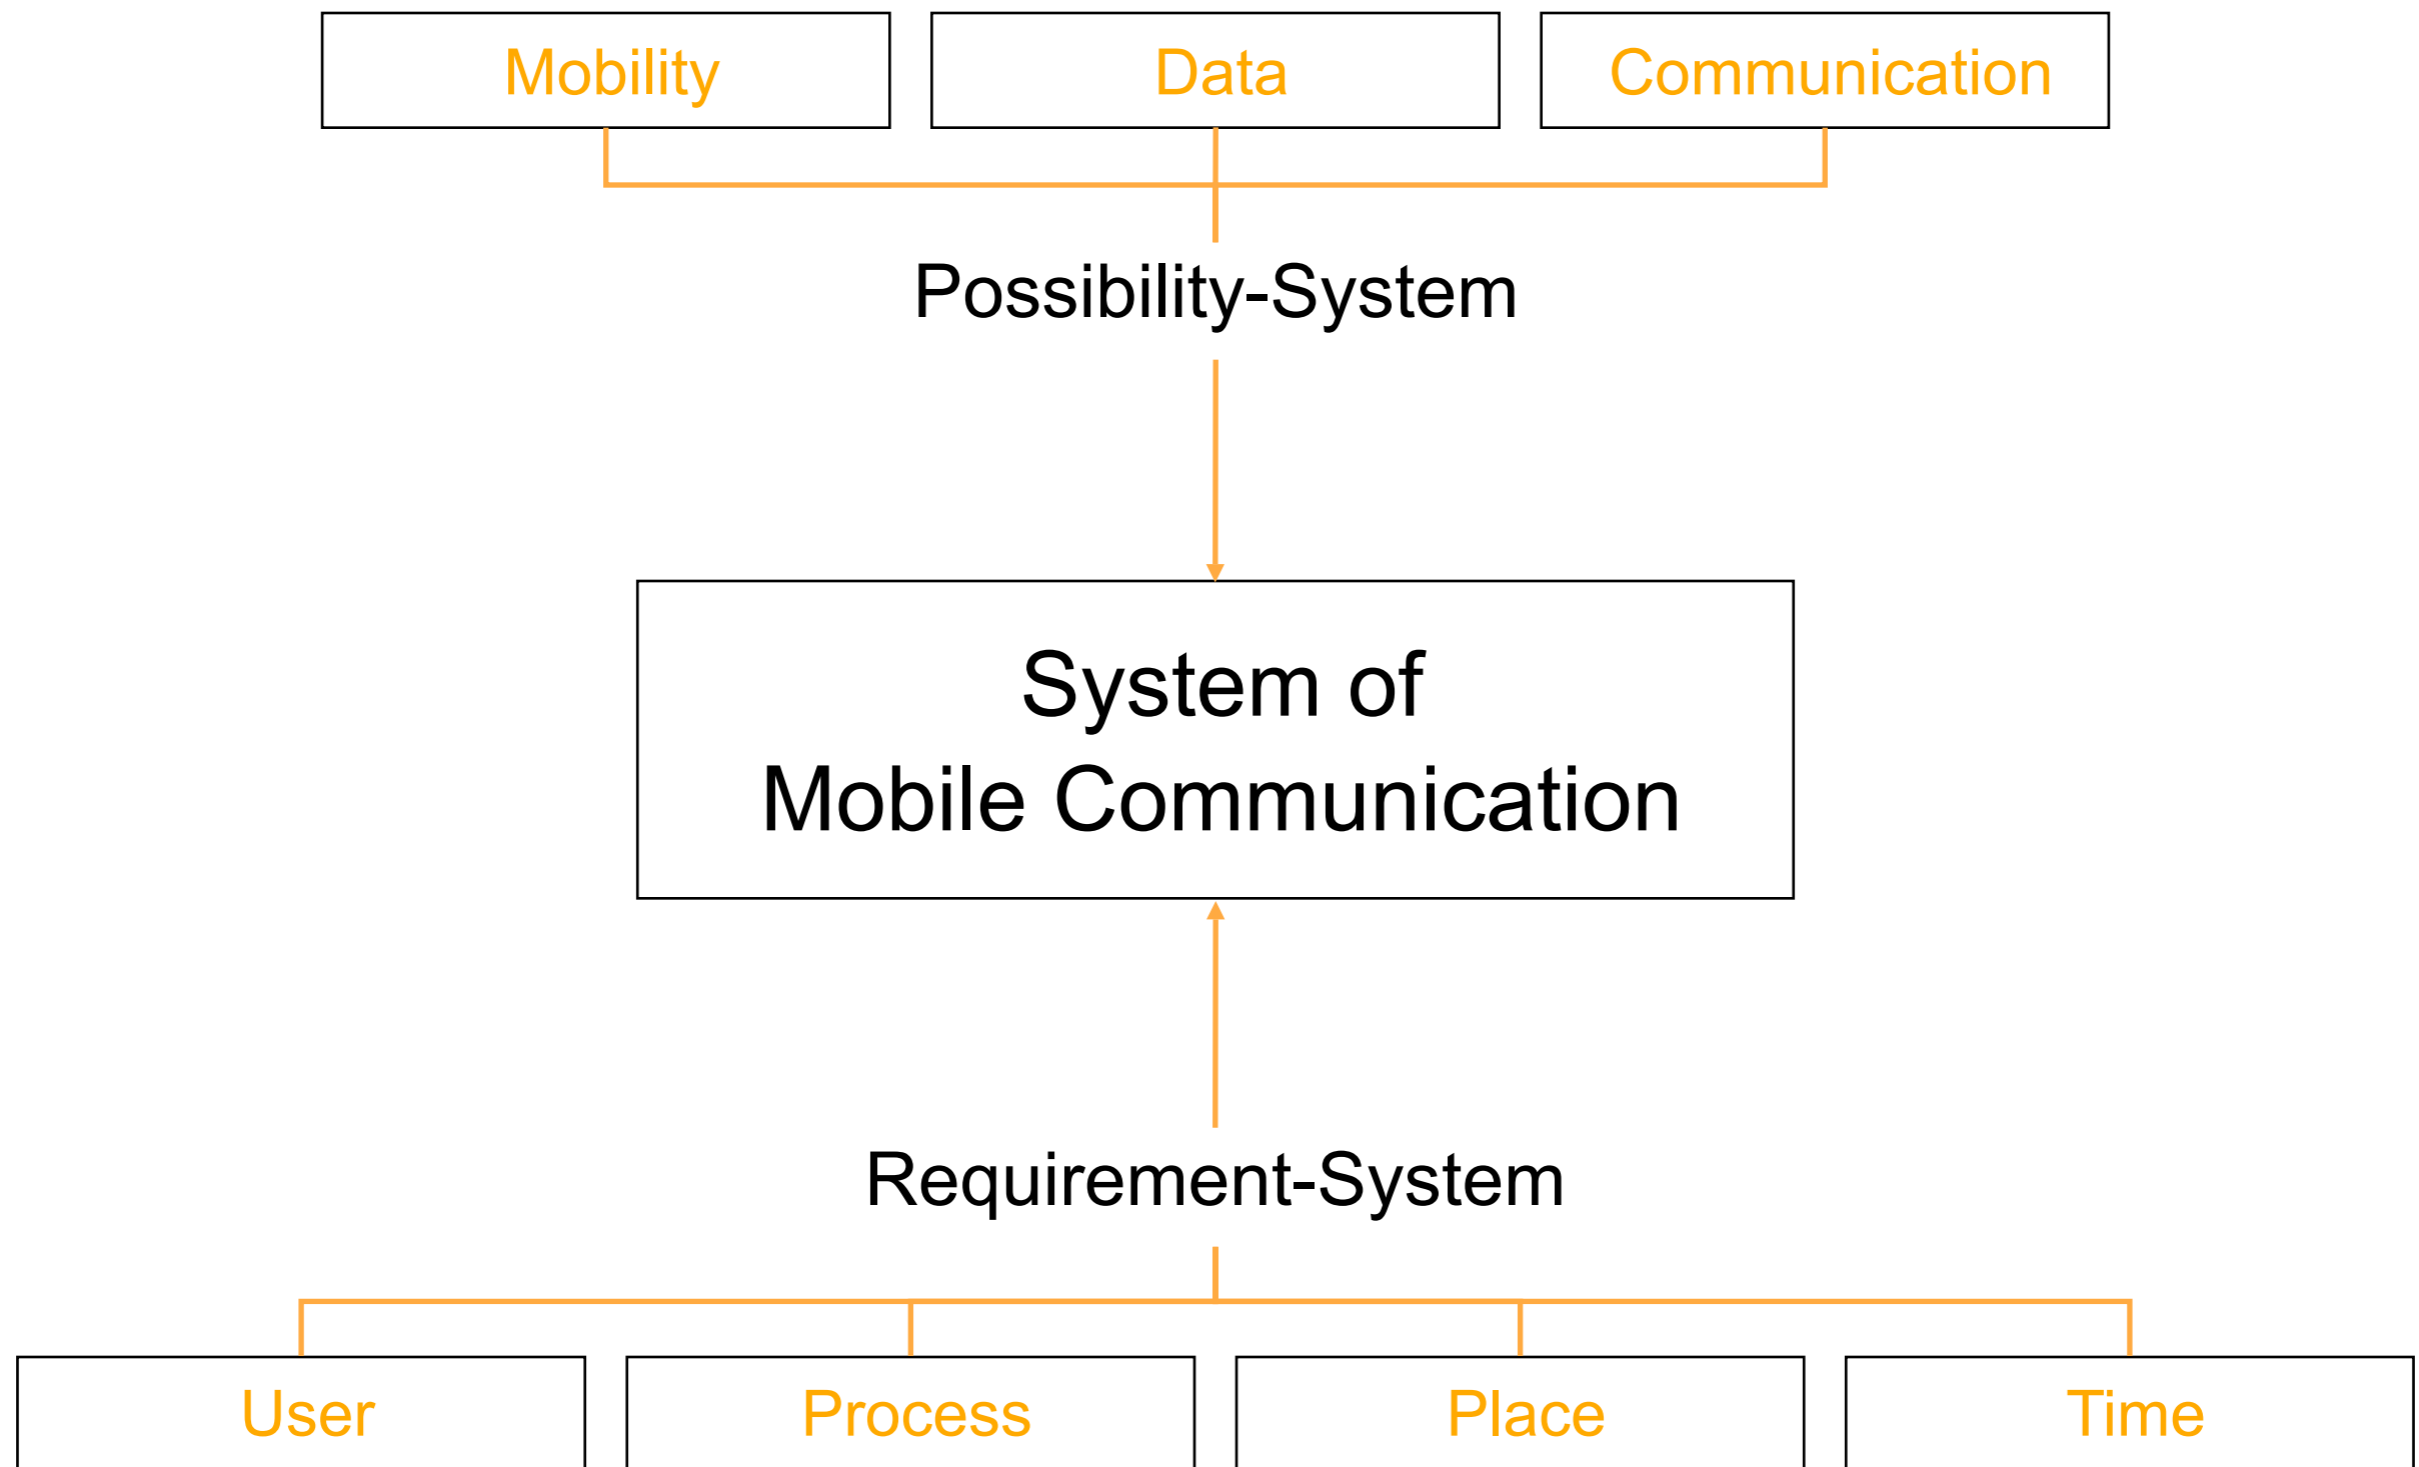 Mobility
Data
Communication
Possibility-System
System of
Mobile Communication
Requirement-System
User
Process
Place
Time